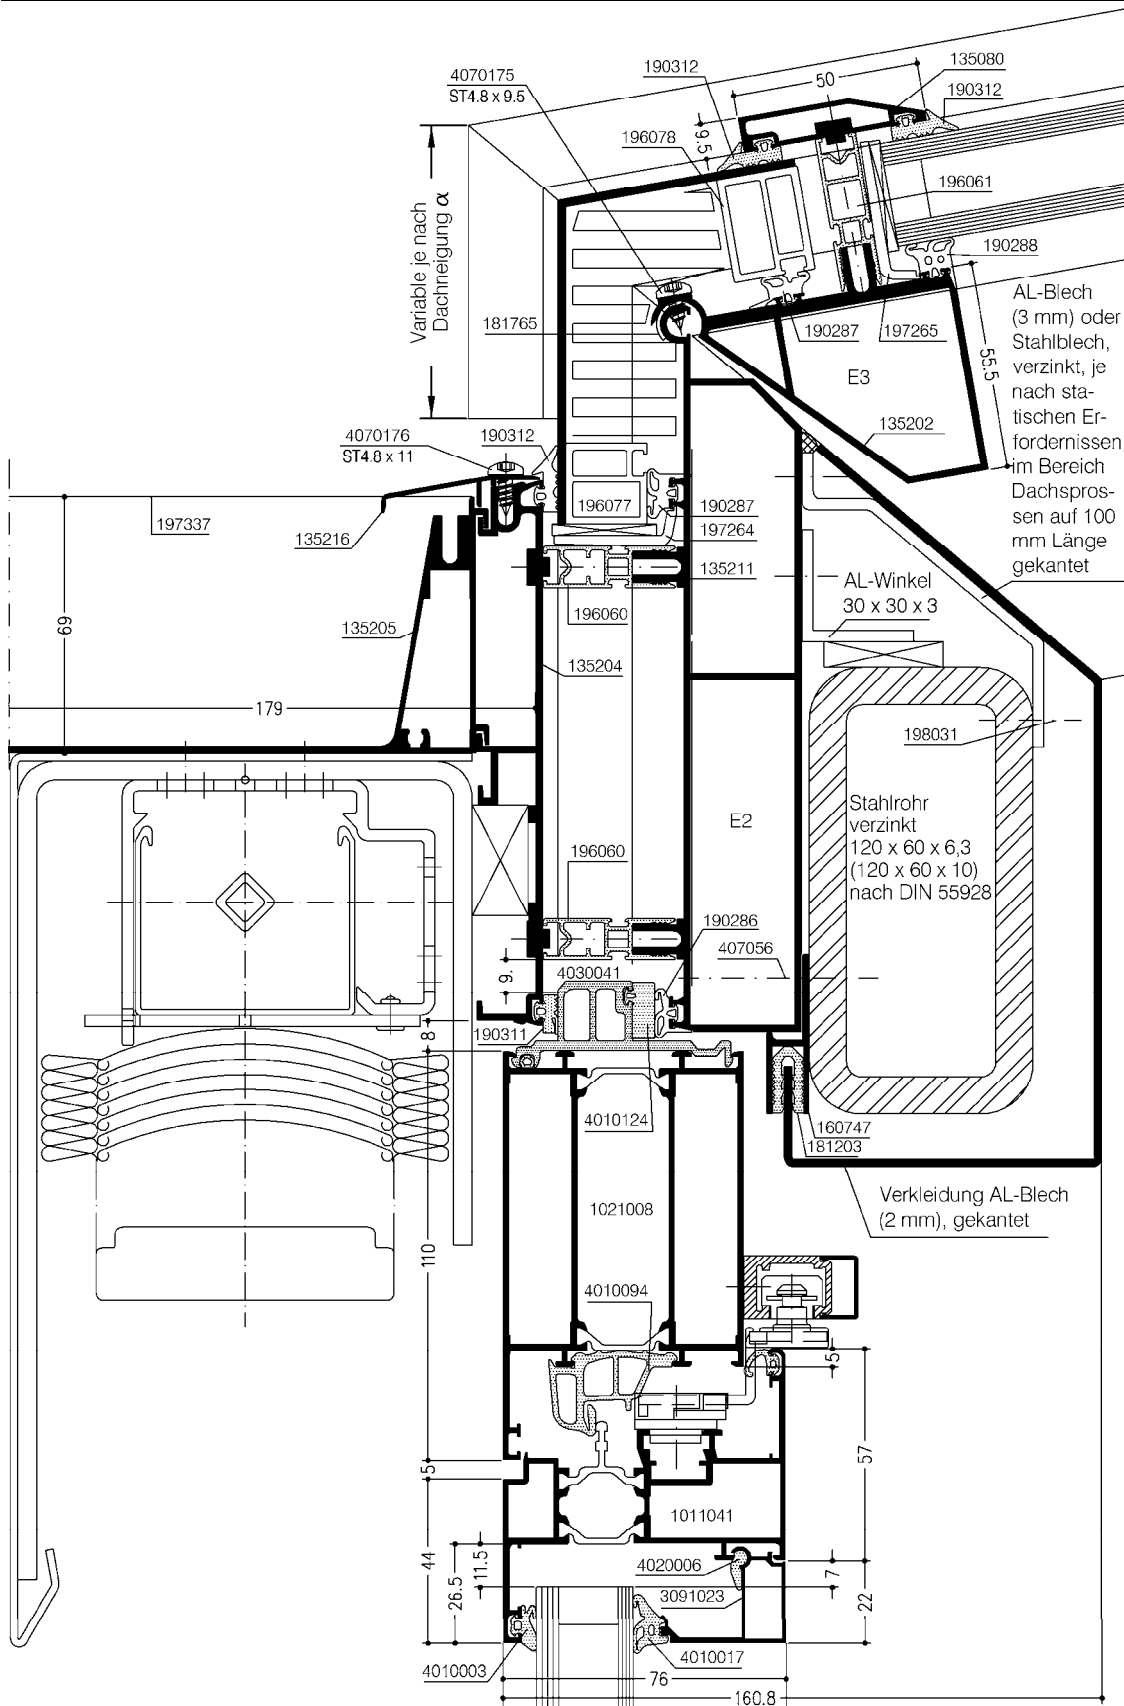 4070175
ST4.8 x 9.5
190312
50
135080
190312
9.5
196078
196061
190288
Variable je nach
Dachneigung α
181765
190287
197265
55.5
E3
135202
AL-Blech
(3 mm) oder
Stahlblech,
verzinkt, je
nach sta-
tischen Er-
fordernissen
im Bereich
Dachspros-
sen auf 100
mm Länge
gekantet
4070176
ST4.8 x 11
190312
196077
190287
197264
197337
135216
135211
AL-Winkel
30 x 30 x 3
196060
135205
69
135204
179
198031
Stahlrohr
verzinkt
120 x 60 x 6,3
(120 x 60 x 10)
nach DIN 55928
E2
196060
190286
407056
9.
4030041
190311
8
4010124
160747
181203
Verkleidung AL-Blech
(2 mm), gekantet
1021008
110
4010094
5
57
5
1011041
44
26.5
11.5
4020006
7
3091023
22
4010003
4010017
76
160.8